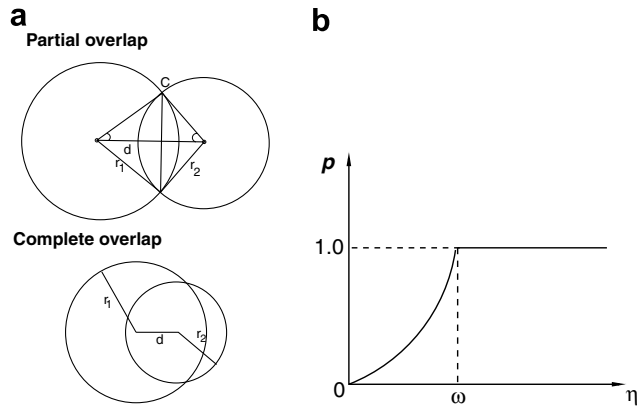 a
Partial overlap
C
d
r1
r2
Complete overlap
r1
d
r2
b
p
1.0
0
ω
η